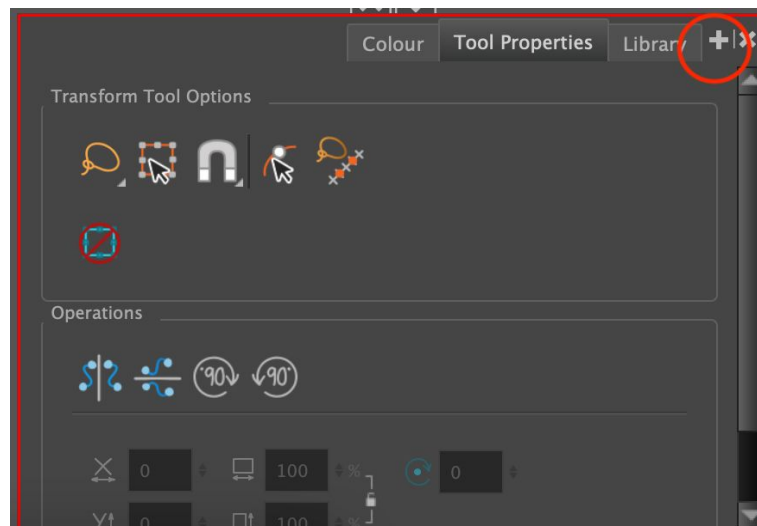 Colour Tool Properties Library
Transform Tool Options
Operations
90 90
0 100 % 0
Y 0 100 %